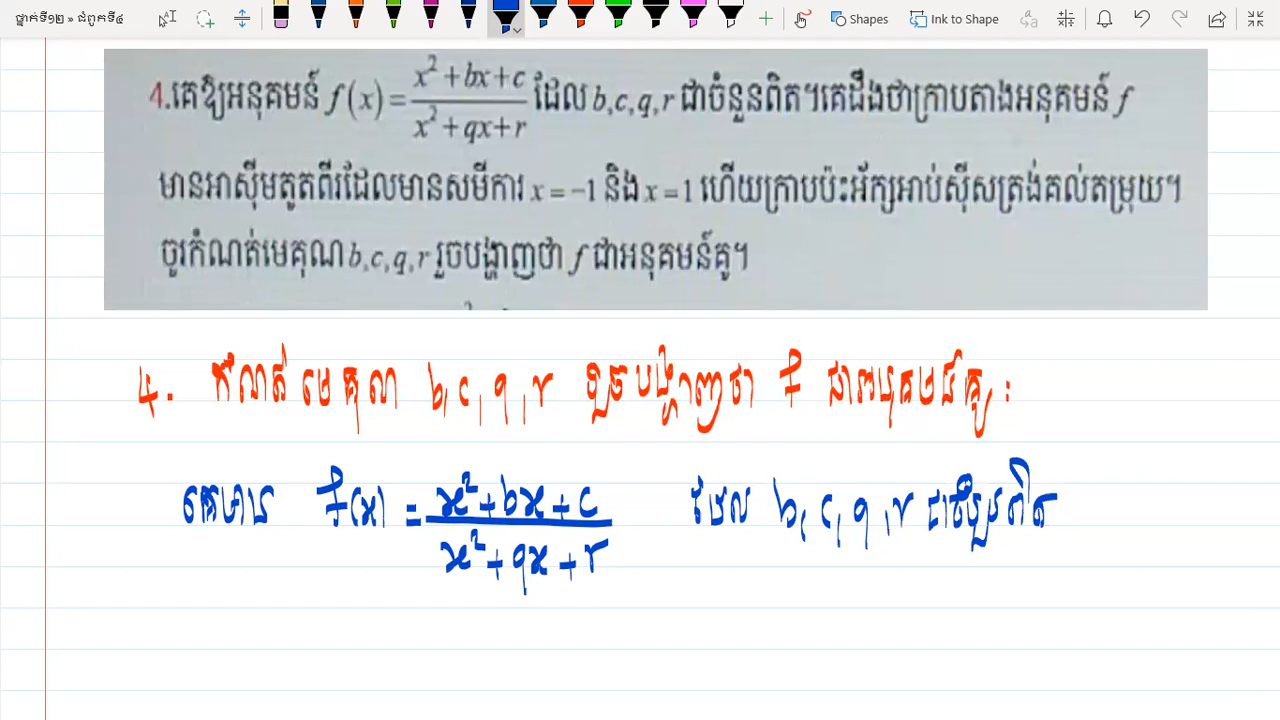 ថ្នាក់ទី១២ » ជំពូកទី៤
Shapes Ink to Shape
4.គេឱ្យអនុគមន៍ f(x) = (x² + bx + c)/(x² + qx + r) ដែល b,c,q,r ជាចំនួនពិត។គេដឹងថាក្រាបតាងអនុគមន៍ f
មានអាស៊ីមតូតពីរដែលមានសមីការ x = −1 និង x = 1 ហើយក្រាបប៉ះអ័ក្សអាប់ស៊ីសត្រង់គល់តម្រុយ។
ចូរកំណត់មេគុណ b,c,q,r រួចបង្ហាញថា f ជាអនុគមន៍គូ។
៤. កំណត់មេគុណ b, c, q, r រួចបង្ហាញថា f ជាអនុគមន៍គូ :
គេមាន f(x) = (x² + bx + c)/(x² + qx + r) ដែល b, c, q, r ជាចំនួនពិត